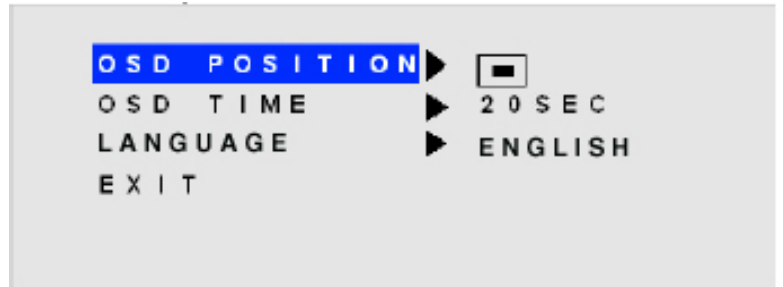 OSD POSITION
OSD TIME 20SEC
LANGUAGE ENGLISH
EXIT